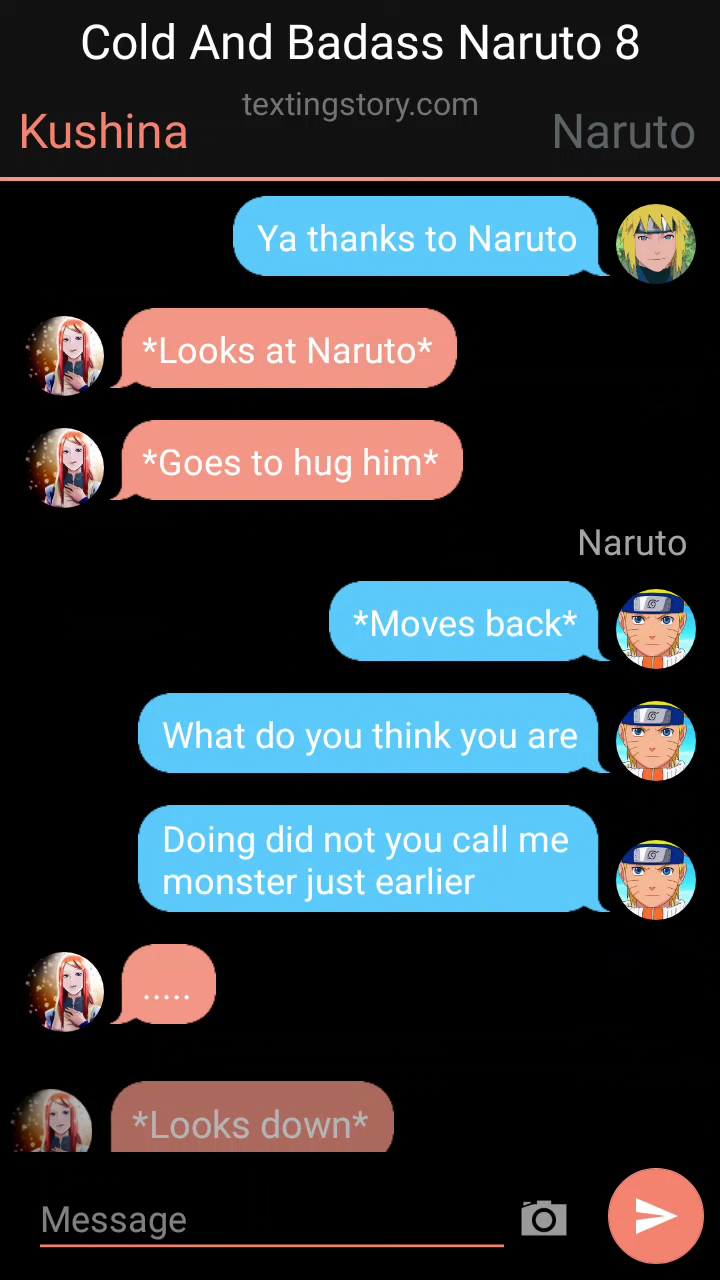 Cold And Badass Naruto 8
textingstory.com
Kushina
Naruto
Ya thanks to Naruto
*Looks at Naruto*
*Goes to hug him*
Naruto
*Moves back*
What do you think you are
Doing did not you call me
monster just earlier
.....
*Looks down*
Message